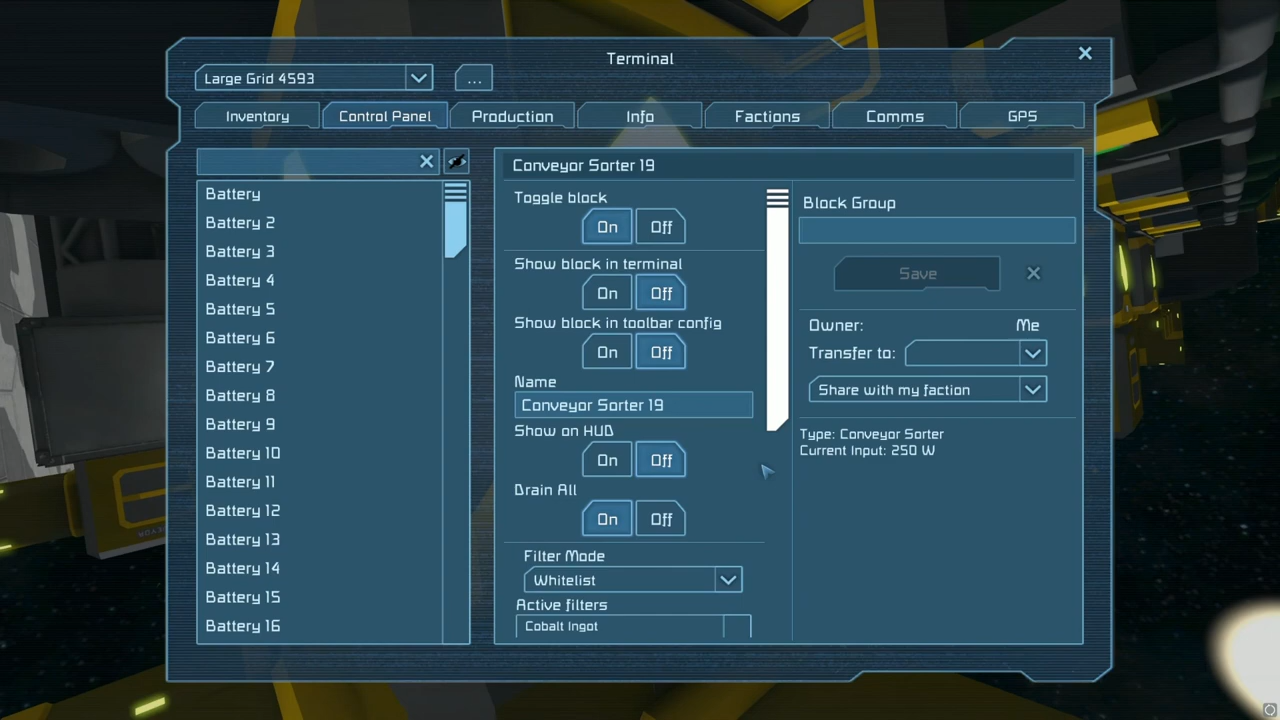 Terminal
Large Grid 4593
...
Inventory
Control Panel
Production
Info
Factions
Comms
GPS
Battery
Battery 2
Battery 3
Battery 4
Battery 5
Battery 6
Battery 7
Battery 8
Battery 9
Battery 10
Battery 11
Battery 12
Battery 13
Battery 14
Battery 15
Battery 16
Conveyor Sorter 19
Toggle block
On Off
Show block in terminal
On Off
Show block in toolbar config
On Off
Name
Conveyor Sorter 19
Show on HUD
On Off
Drain All
On Off
Filter Mode
Whitelist
Active filters
Cobalt Ingot
Block Group
Save
Owner: Me
Transfer to:
Share with my faction
Type: Conveyor Sorter
Current Input: 250 W